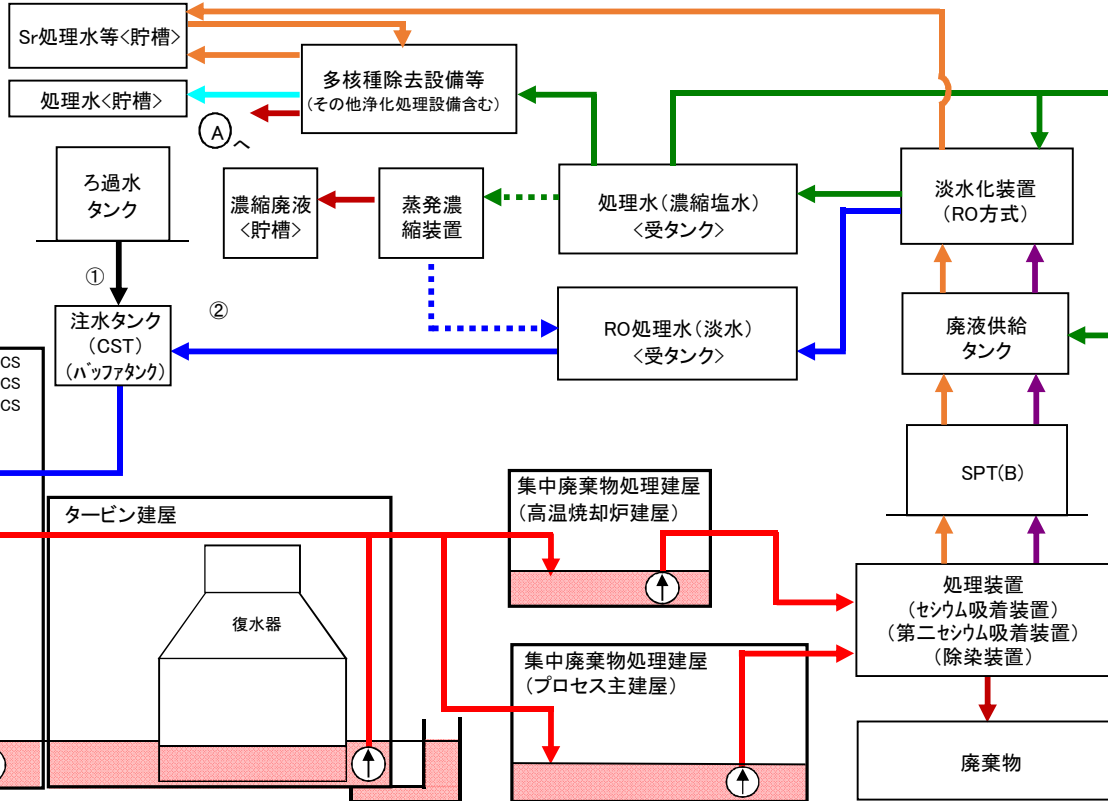 Sr処理水等<貯槽>
処理水<貯槽>
多核種除去設備等
(その他浄化処理設備含む)
A へ
ろ過水
タンク
濃縮廃液
<貯槽>
蒸発濃
縮装置
処理水(濃縮塩水)
<受タンク>
淡水化装置
(RO方式)
①
②
注水タンク
(CST)
(バッファタンク)
RO処理水(淡水)
<受タンク>
廃液供給
タンク
CS
CS
CS
SPT(B)
タービン建屋
復水器
集中廃棄物処理建屋
(高温焼却炉建屋)
集中廃棄物処理建屋
(プロセス主建屋)
処理装置
(セシウム吸着装置)
(第二セシウム吸着装置)
(除染装置)
廃棄物